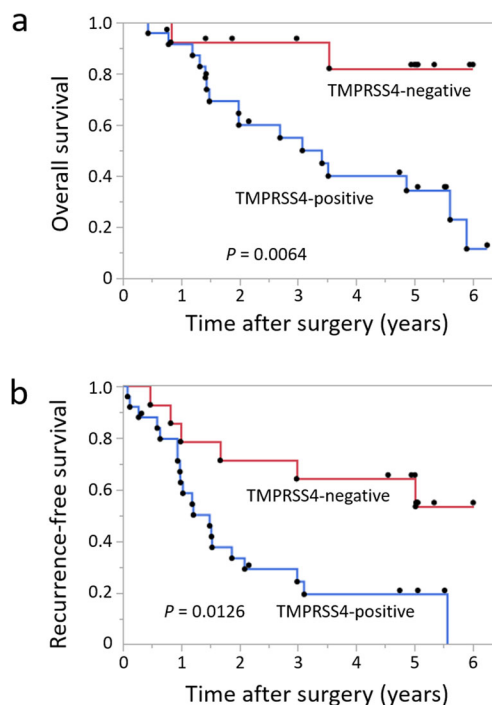 a
Overall survival
1.0
0.8
0.6
0.4
0.2
0
TMPRSS4-negative
TMPRSS4-positive
P = 0.0064
0 1 2 3 4 5 6
Time after surgery (years)
b
Recurrence-free survival
1.0
0.8
0.6
0.4
0.2
0
TMPRSS4-negative
P = 0.0126
TMPRSS4-positive
0 1 2 3 4 5 6
Time after surgery (years)